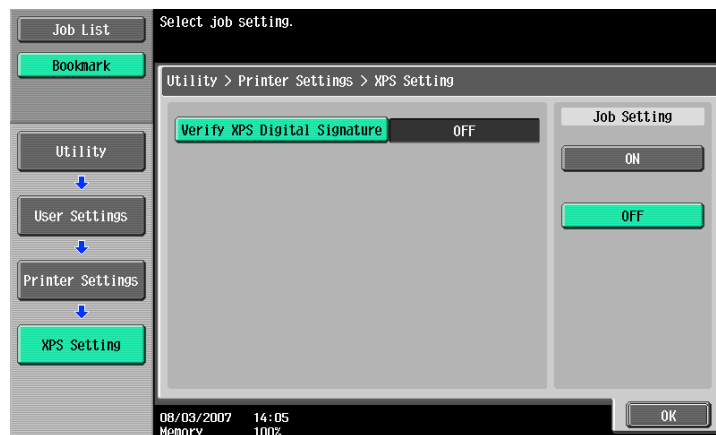 Job List
Select job setting.
Bookmark
Utility > Printer Settings > XPS Setting
Verify XPS Digital Signature
OFF
Job Setting
ON
OFF
Utility
User Settings
Printer Settings
XPS Setting
08/03/2007 14:05
Memory 100%
OK